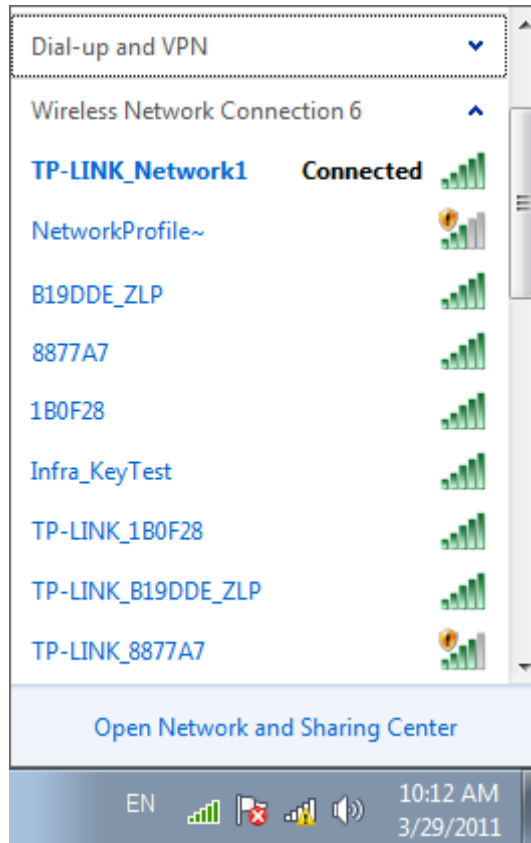 Dial-up and VPN
Wireless Network Connection 6
TP-LINK_Network1 Connected
NetworkProfile~
B19DDE_ZLP
8877A7
1B0F28
Infra_KeyTest
TP-LINK_1B0F28
TP-LINK_B19DDE_ZLP
TP-LINK_8877A7
Open Network and Sharing Center
EN 10:12 AM
3/29/2011